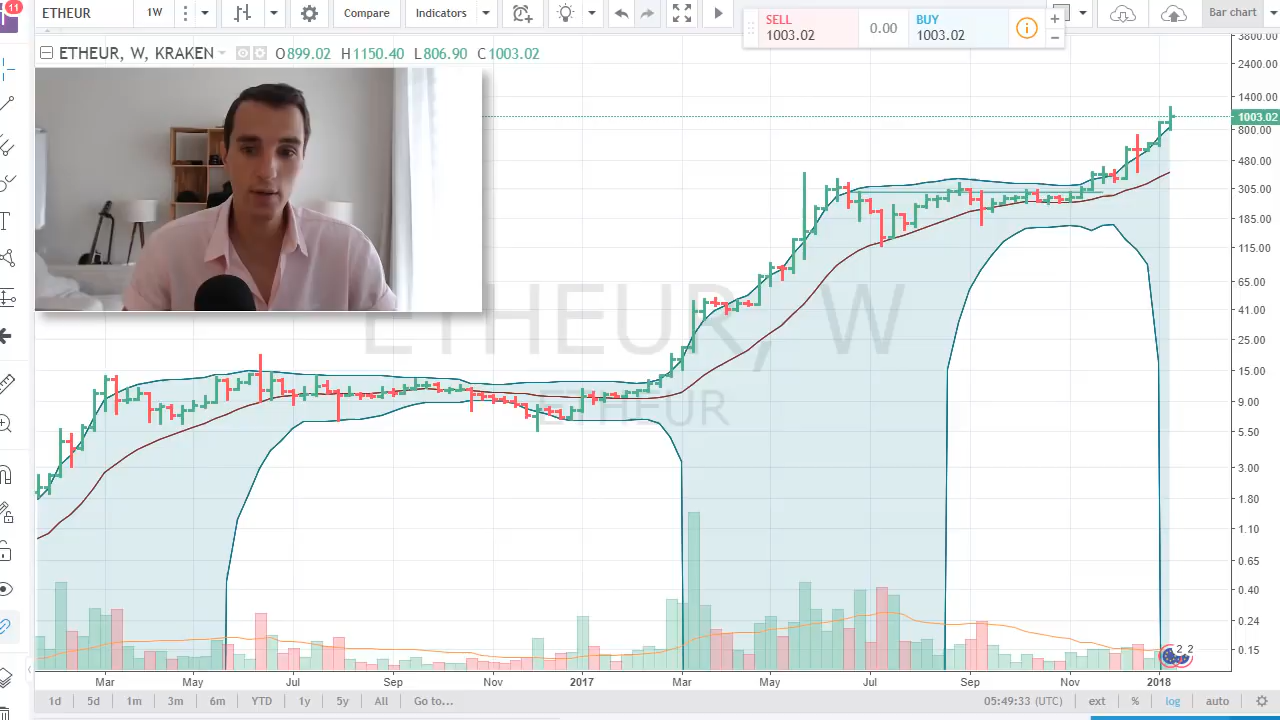 11
ETHEUR
1W
Compare
Indicators
Bar chart
SELL
1003.02
0.00
BUY
1003.02
ETHEUR, W, KRAKEN
O899.02 H1150.40 L806.90 C1003.02
ETHEUR, W
ETHEUR
3800.00
2400.00
1400.00
1003.02
800.00
480.00
305.00
185.00
115.00
65.00
41.00
25.00
15.00
9.00
5.50
3.00
1.80
1.10
0.65
0.40
0.24
0.15
2 2
Mar May Jul Sep Nov 2017 Mar May Jul Sep Nov 2018
1d 5d 1m 3m 6m YTD 1y 5y All Go to...
05:49:33 (UTC) ext % log auto